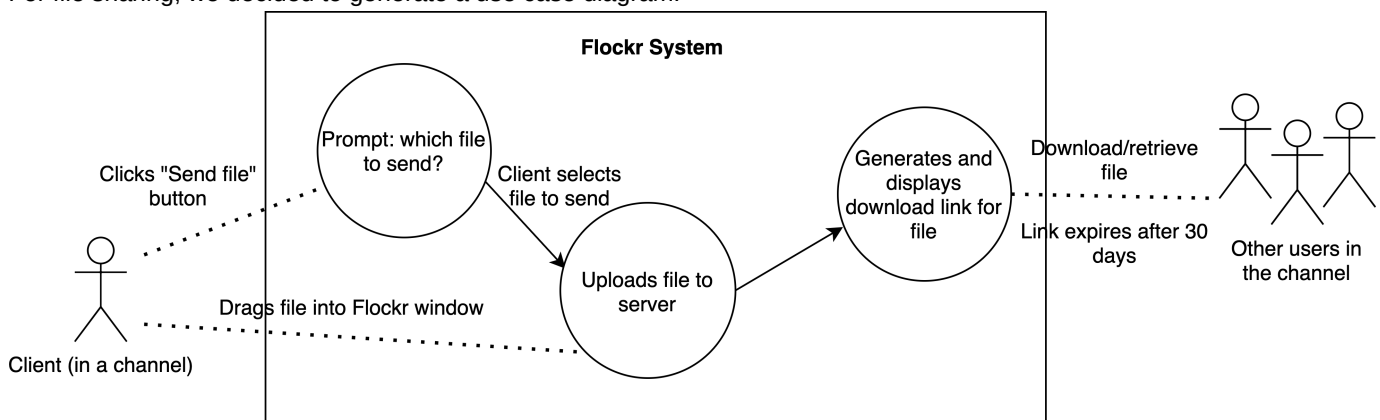 For file sharing, we decided to generate a use case diagram.
Flockr System
Prompt: which file
to send?
Clicks "Send file"
button
Client selects
file to send
Uploads file to
server
Drags file into Flockr window
Client (in a channel)
Generates and
displays
download link for
file
Download/retrieve
file
Link expires after 30
days
Other users in
the channel